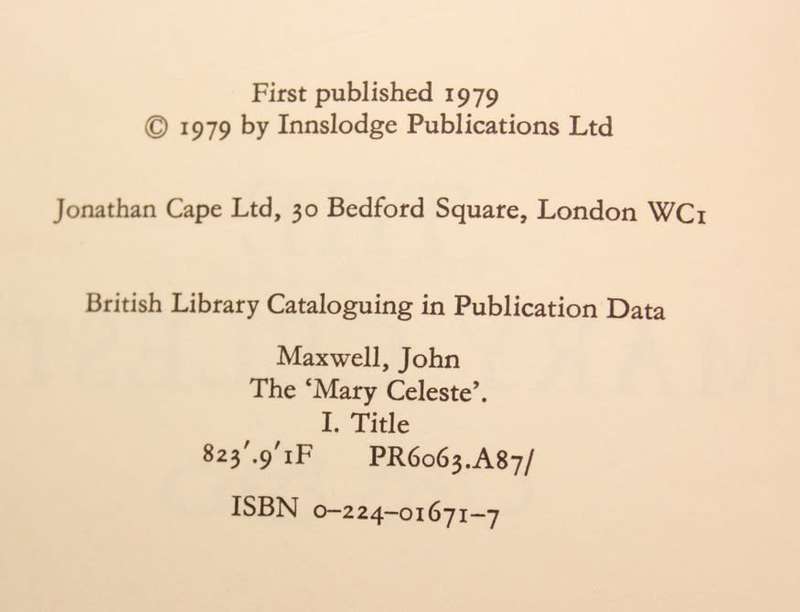 First published 1979
© 1979 by Innslodge Publications Ltd
Jonathan Cape Ltd, 30 Bedford Square, London WC1
British Library Cataloguing in Publication Data
Maxwell, John
The ‘Mary Celeste’.
I. Title
823′.9′1F PR6063.A87/
ISBN 0–224–01671–7